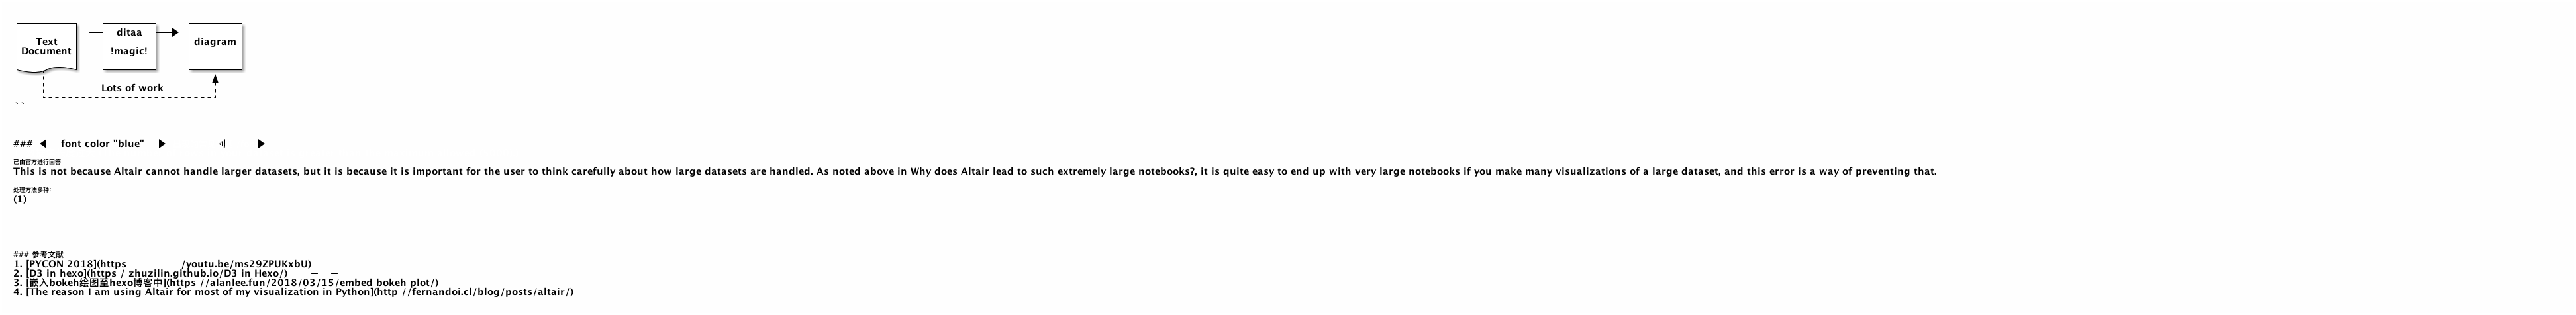 Text
Document
ditaa
!magic!
diagram
Lots of work
` `
### font color "blue"
已由官方进行回答
This is not because Altair cannot handle larger datasets, but it is because it is important for the user to think carefully about how large datasets are handled. As noted above in Why does Altair lead to such extremely large notebooks?, it is quite easy to end up with very large notebooks if you make many visualizations of a large dataset, and this error is a way of preventing that.
处理方法多种：
(1)
### 参考文献
1. [PYCON 2018](https /youtu.be/ms29ZPUKxbU)
2. [D3 in hexo](https / zhuzilin.github.io/D3 in Hexo/)
3. [嵌入bokeh绘图至hexo博客中](https //alanlee.fun/2018/03/15/embed bokeh-plot/)
4. [The reason I am using Altair for most of my visualization in Python](http //fernandoi.cl/blog/posts/altair/)